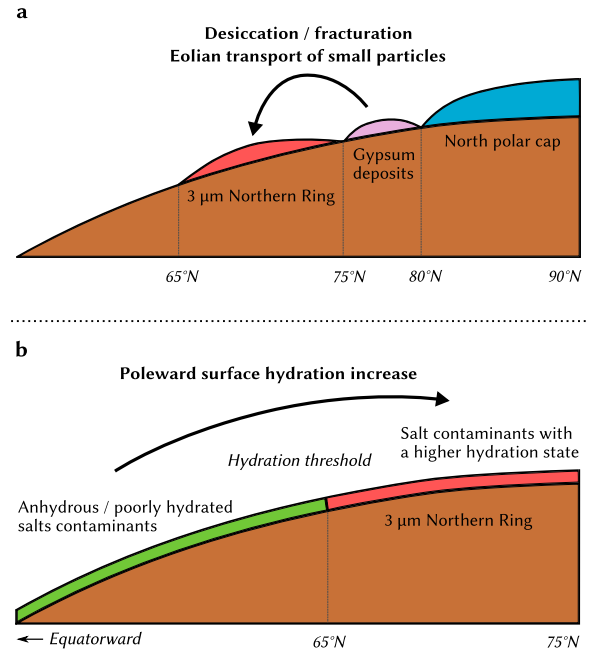 a
Desiccation / fracturation
Eolian transport of small particles
North polar cap
Gypsum
deposits
3 µm Northern Ring
65°N
75°N
80°N
90°N
b
Poleward surface hydration increase
Salt contaminants with
a higher hydration state
Hydration threshold
Anhydrous / poorly hydrated
salts contaminants
3 µm Northern Ring
Equatorward
65°N
75°N